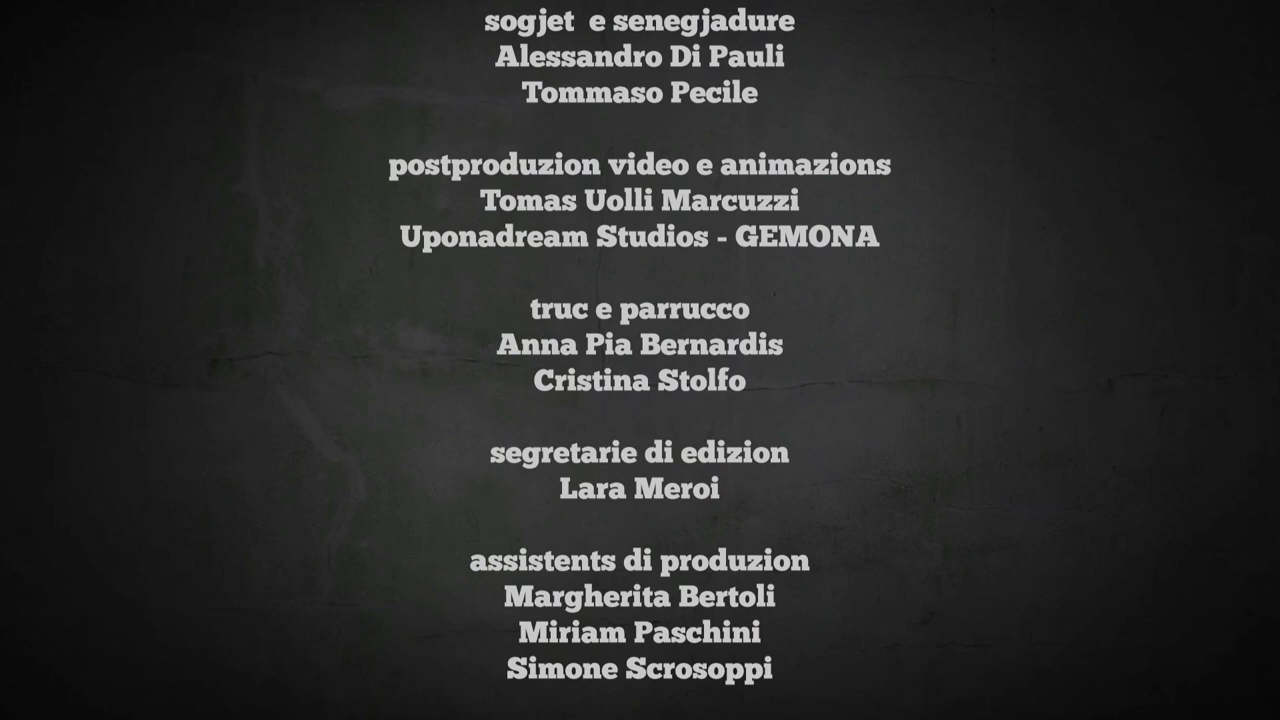 sogjet e senegjadure
Alessandro Di Pauli
Tommaso Pecile
postproduzion video e animazions
Tomas Uolli Marcuzzi
Uponadream Studios - GEMONA
truc e parrucco
Anna Pia Bernardis
Cristina Stolfo
segretarie di edizion
Lara Meroi
assistents di produzion
Margherita Bertoli
Miriam Paschini
Simone Scrosoppi